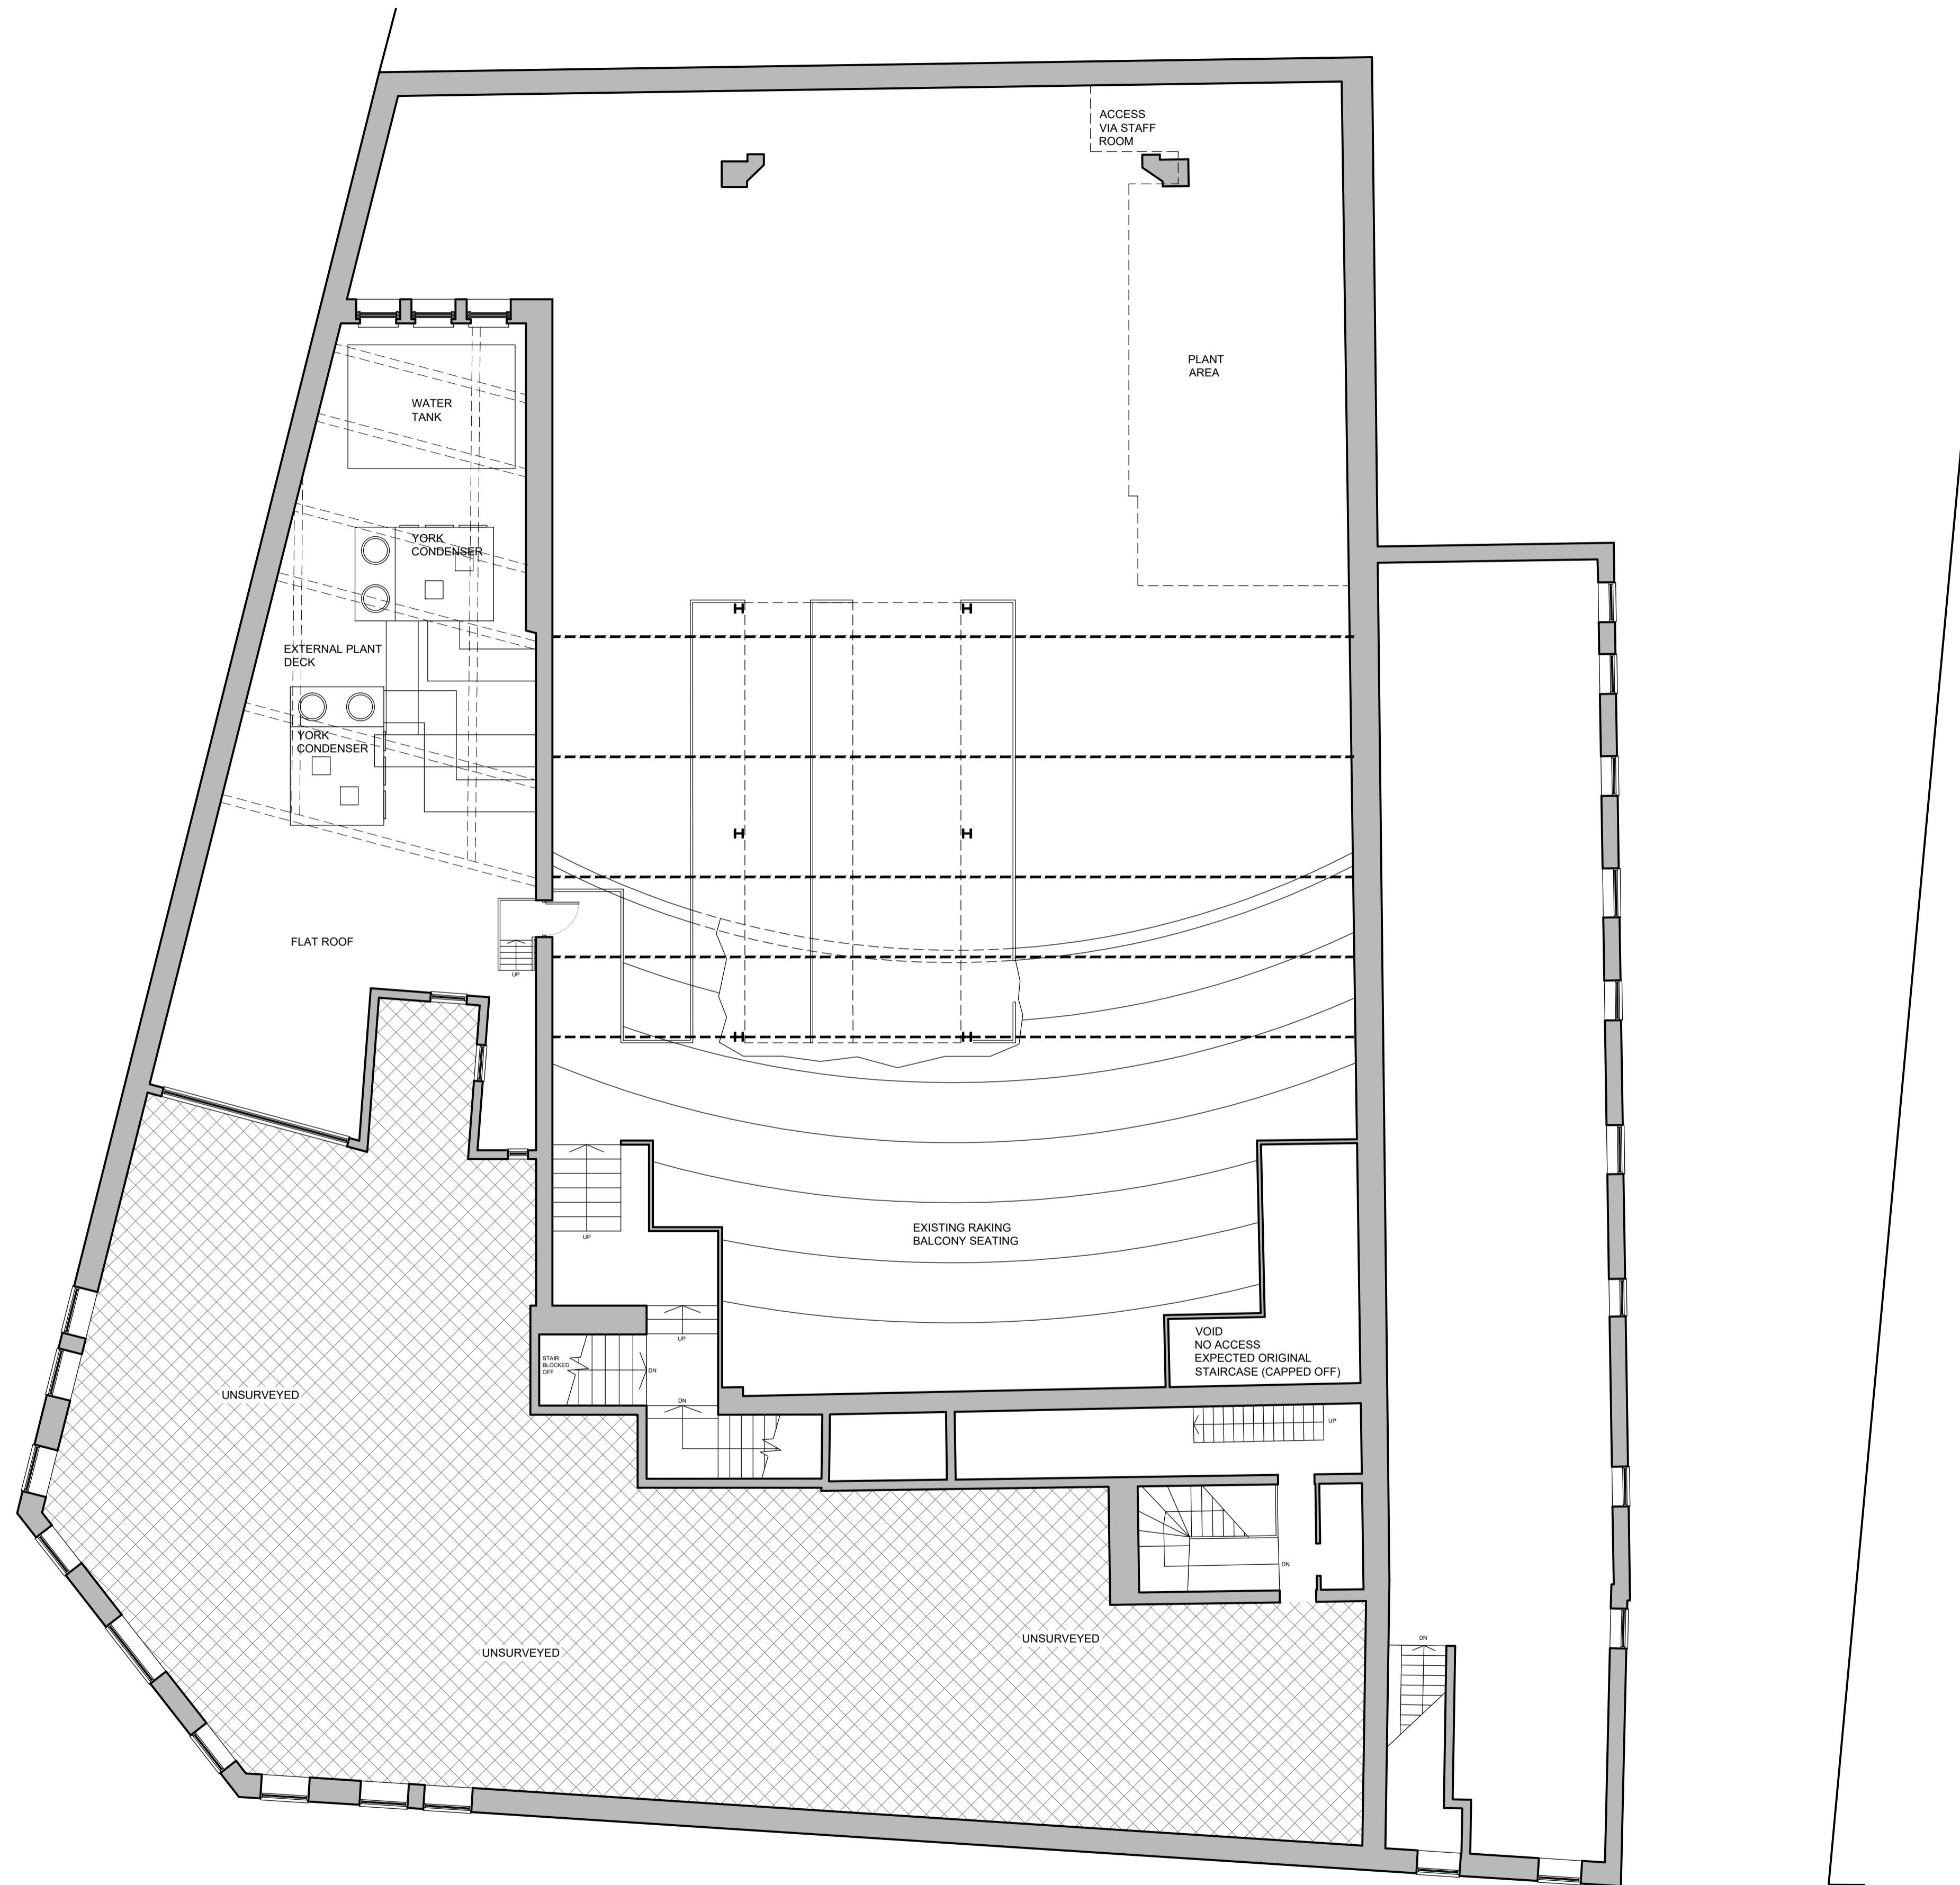 ACCESS
VIA STAFF
ROOM
PLANT
AREA
WATER
TANK
YORK
CONDENSER
EXTERNAL PLANT
DECK
YORK
CONDENSER
FLAT ROOF
UP
UP
EXISTING RAKING
BALCONY SEATING
UP
VOID
NO ACCESS
EXPECTED ORIGINAL
STAIRCASE (CAPPED OFF)
STAIR
BLOCKED
OFF
DN
UNSURVEYED
DN
UP
DN
UNSURVEYED
UNSURVEYED
DN